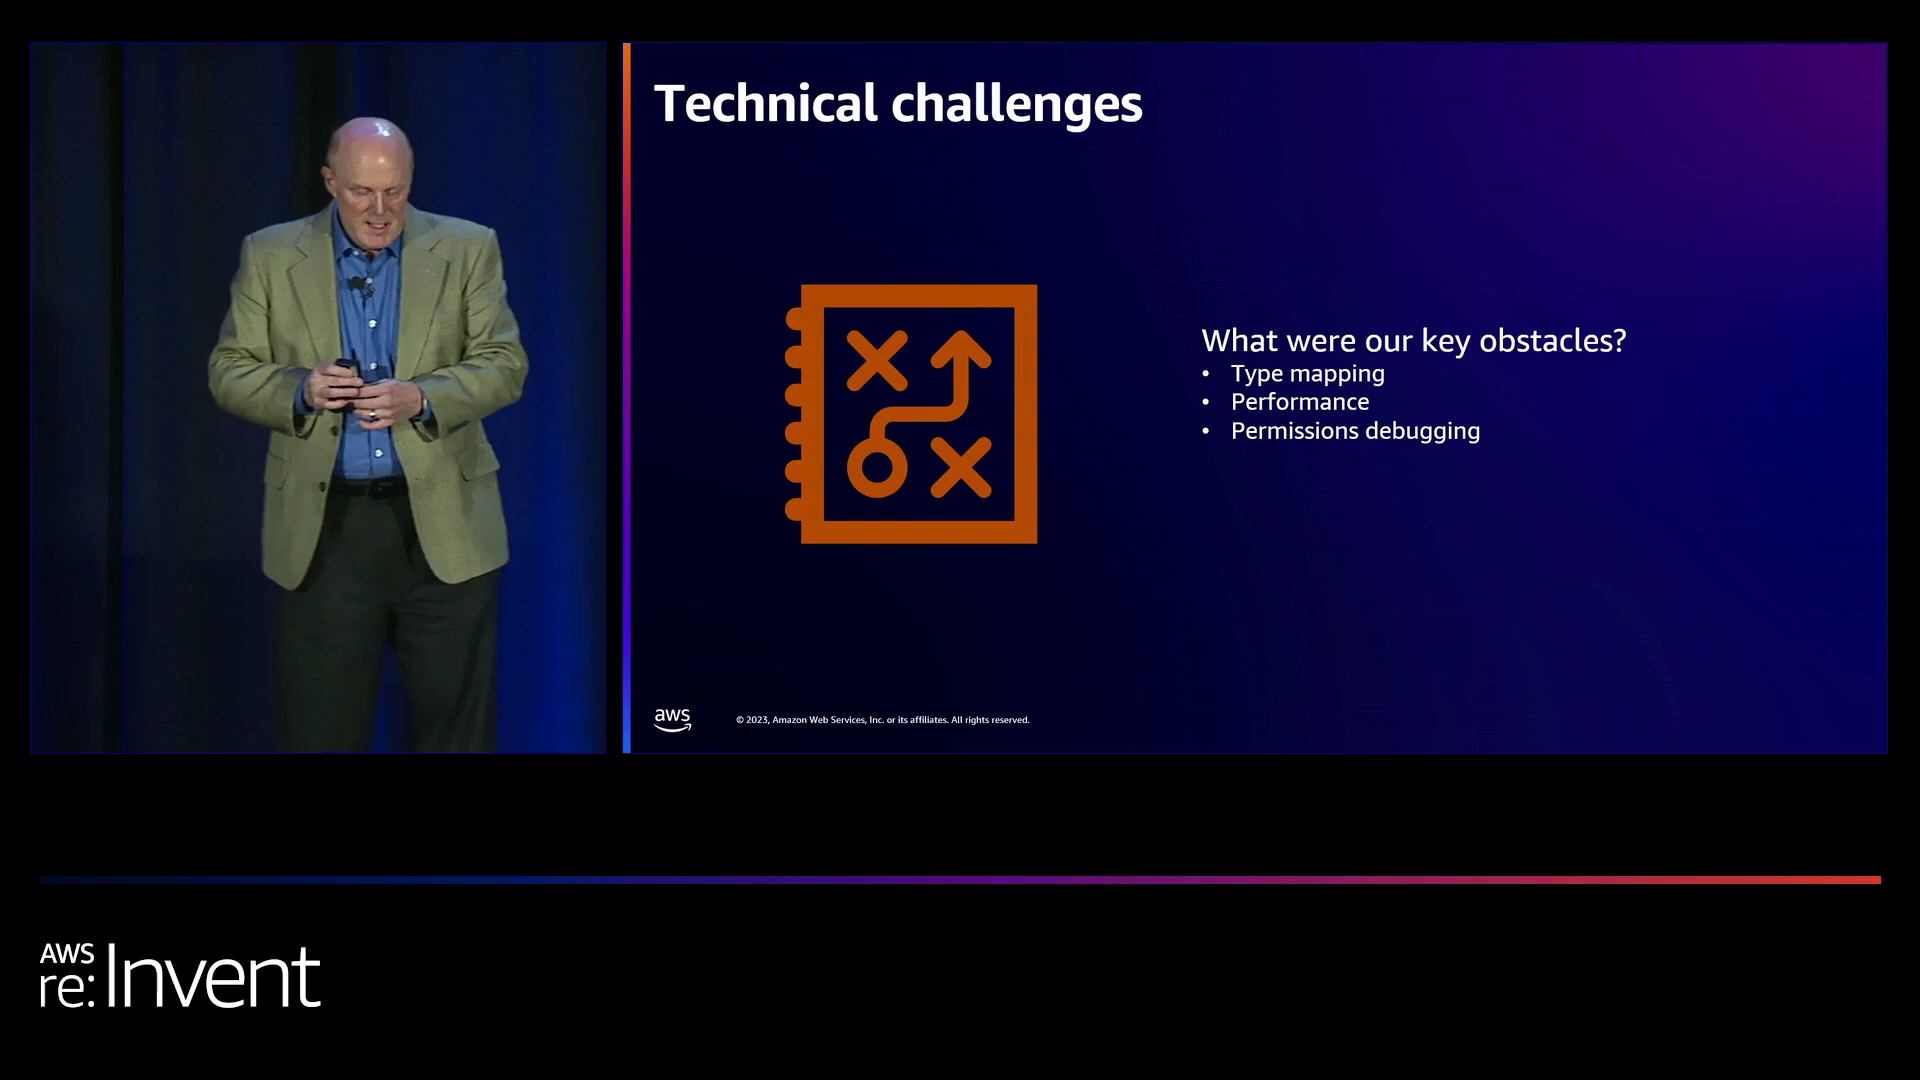 Technical challenges
What were our key obstacles?
• Type mapping
• Performance
• Permissions debugging
aws
© 2023, Amazon Web Services, Inc. or its affiliates. All rights reserved.
AWS
re:Invent